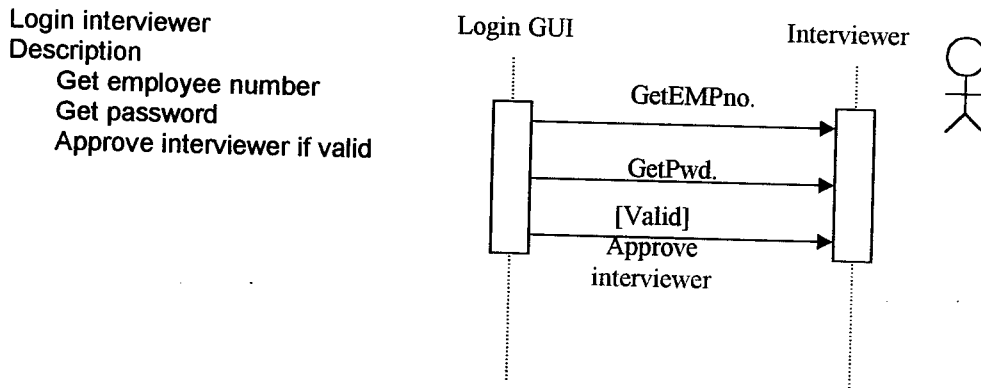 Login interviewer
Description
Get employee number
Get password
Approve interviewer if valid
Login GUI
Interviewer
GetEMPno.
GetPwd.
[Valid]
Approve
interviewer